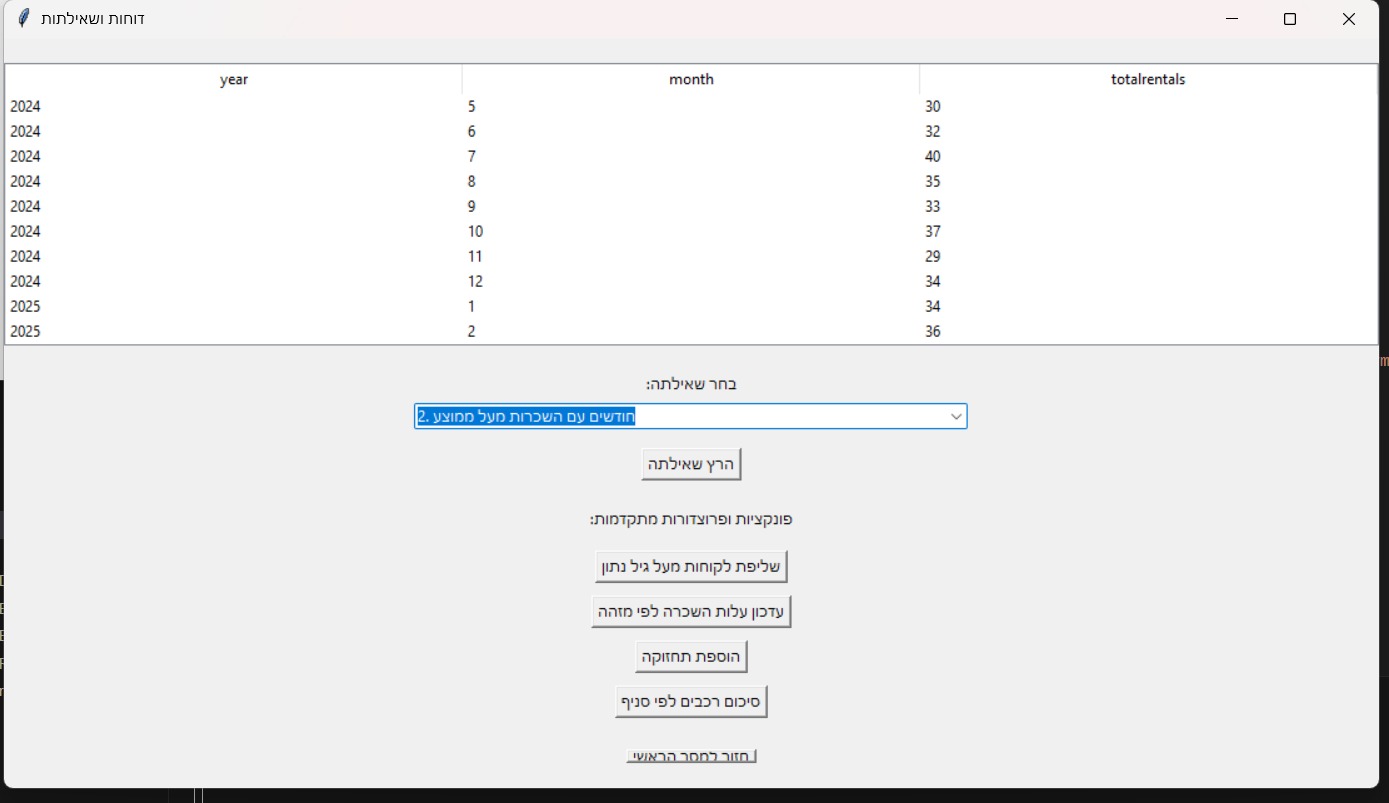 דוחות ושאילתות
year month totalrentals
2024 5 30
2024 6 32
2024 7 40
2024 8 35
2024 9 33
2024 10 37
2024 11 29
2024 12 34
2025 1 34
2025 2 36
בחר שאילתה:
2. חודשים עם השכרות מעל ממוצע
הרץ שאילתה
פונקציות ופרוצדורות מתקדמות:
שליפת לקוחות מעל גיל נתון
עדכון עלות השכרה לפי מזהה
הוספת תחזוקה
סיכום רכבים לפי סניף
חזור למסך הראשי